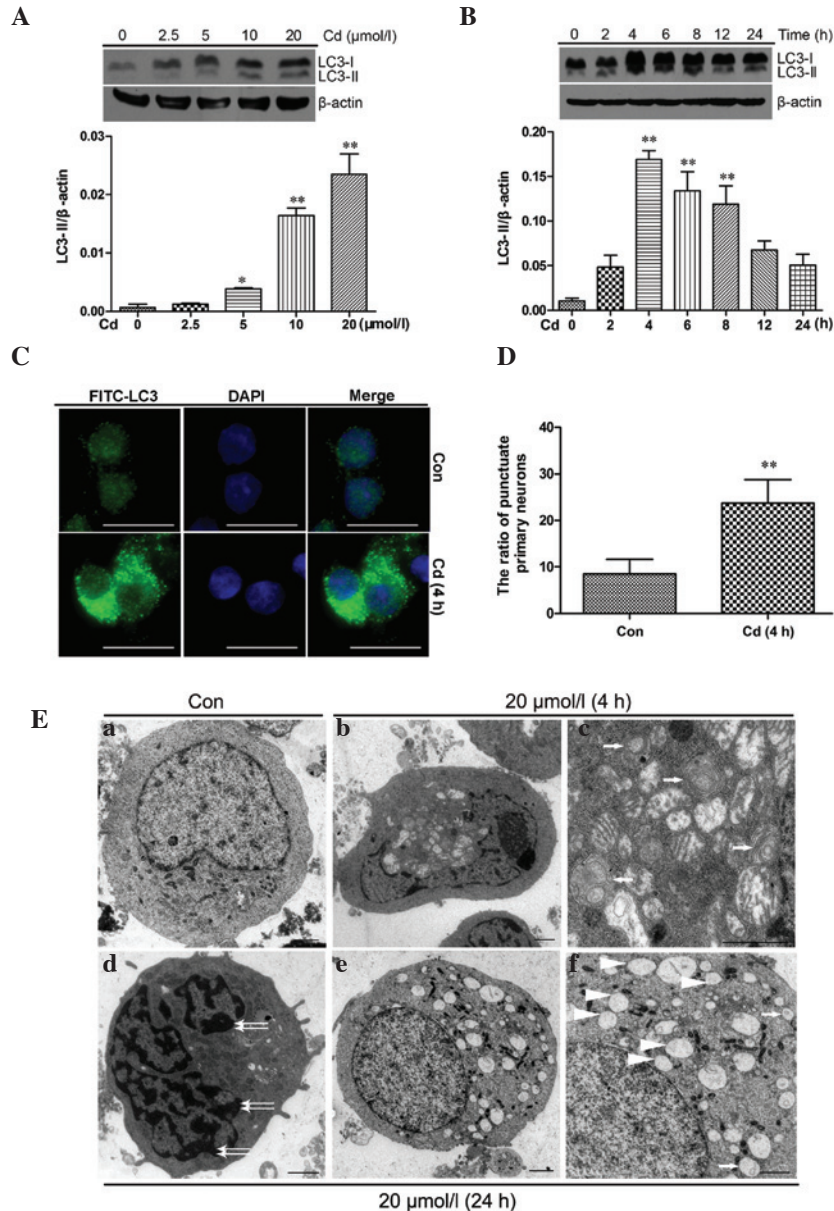 A
0 2.5 5 10 20 Cd (µmol/l)
LC3-I
LC3-II
β-actin
LC3-II/β-actin
0.03
0.02
0.01
0.00
Cd 0 2.5 5 10 20 (µmol/l)
* ** **
B
0 2 4 6 8 12 24 Time (h)
LC3-I
LC3-II
β-actin
LC3-II/β-actin
0.20
0.15
0.10
0.05
0.00
Cd 0 2 4 6 8 12 24 (h)
** ** **
C
FITC-LC3 DAPI Merge
Con
Cd (4 h)
D
The ratio of punctuate
primary neurons
40
30
20
10
0
**
Con Cd (4 h)
E
Con 20 µmol/l (4 h)
a b c
d e f
20 µmol/l (24 h)